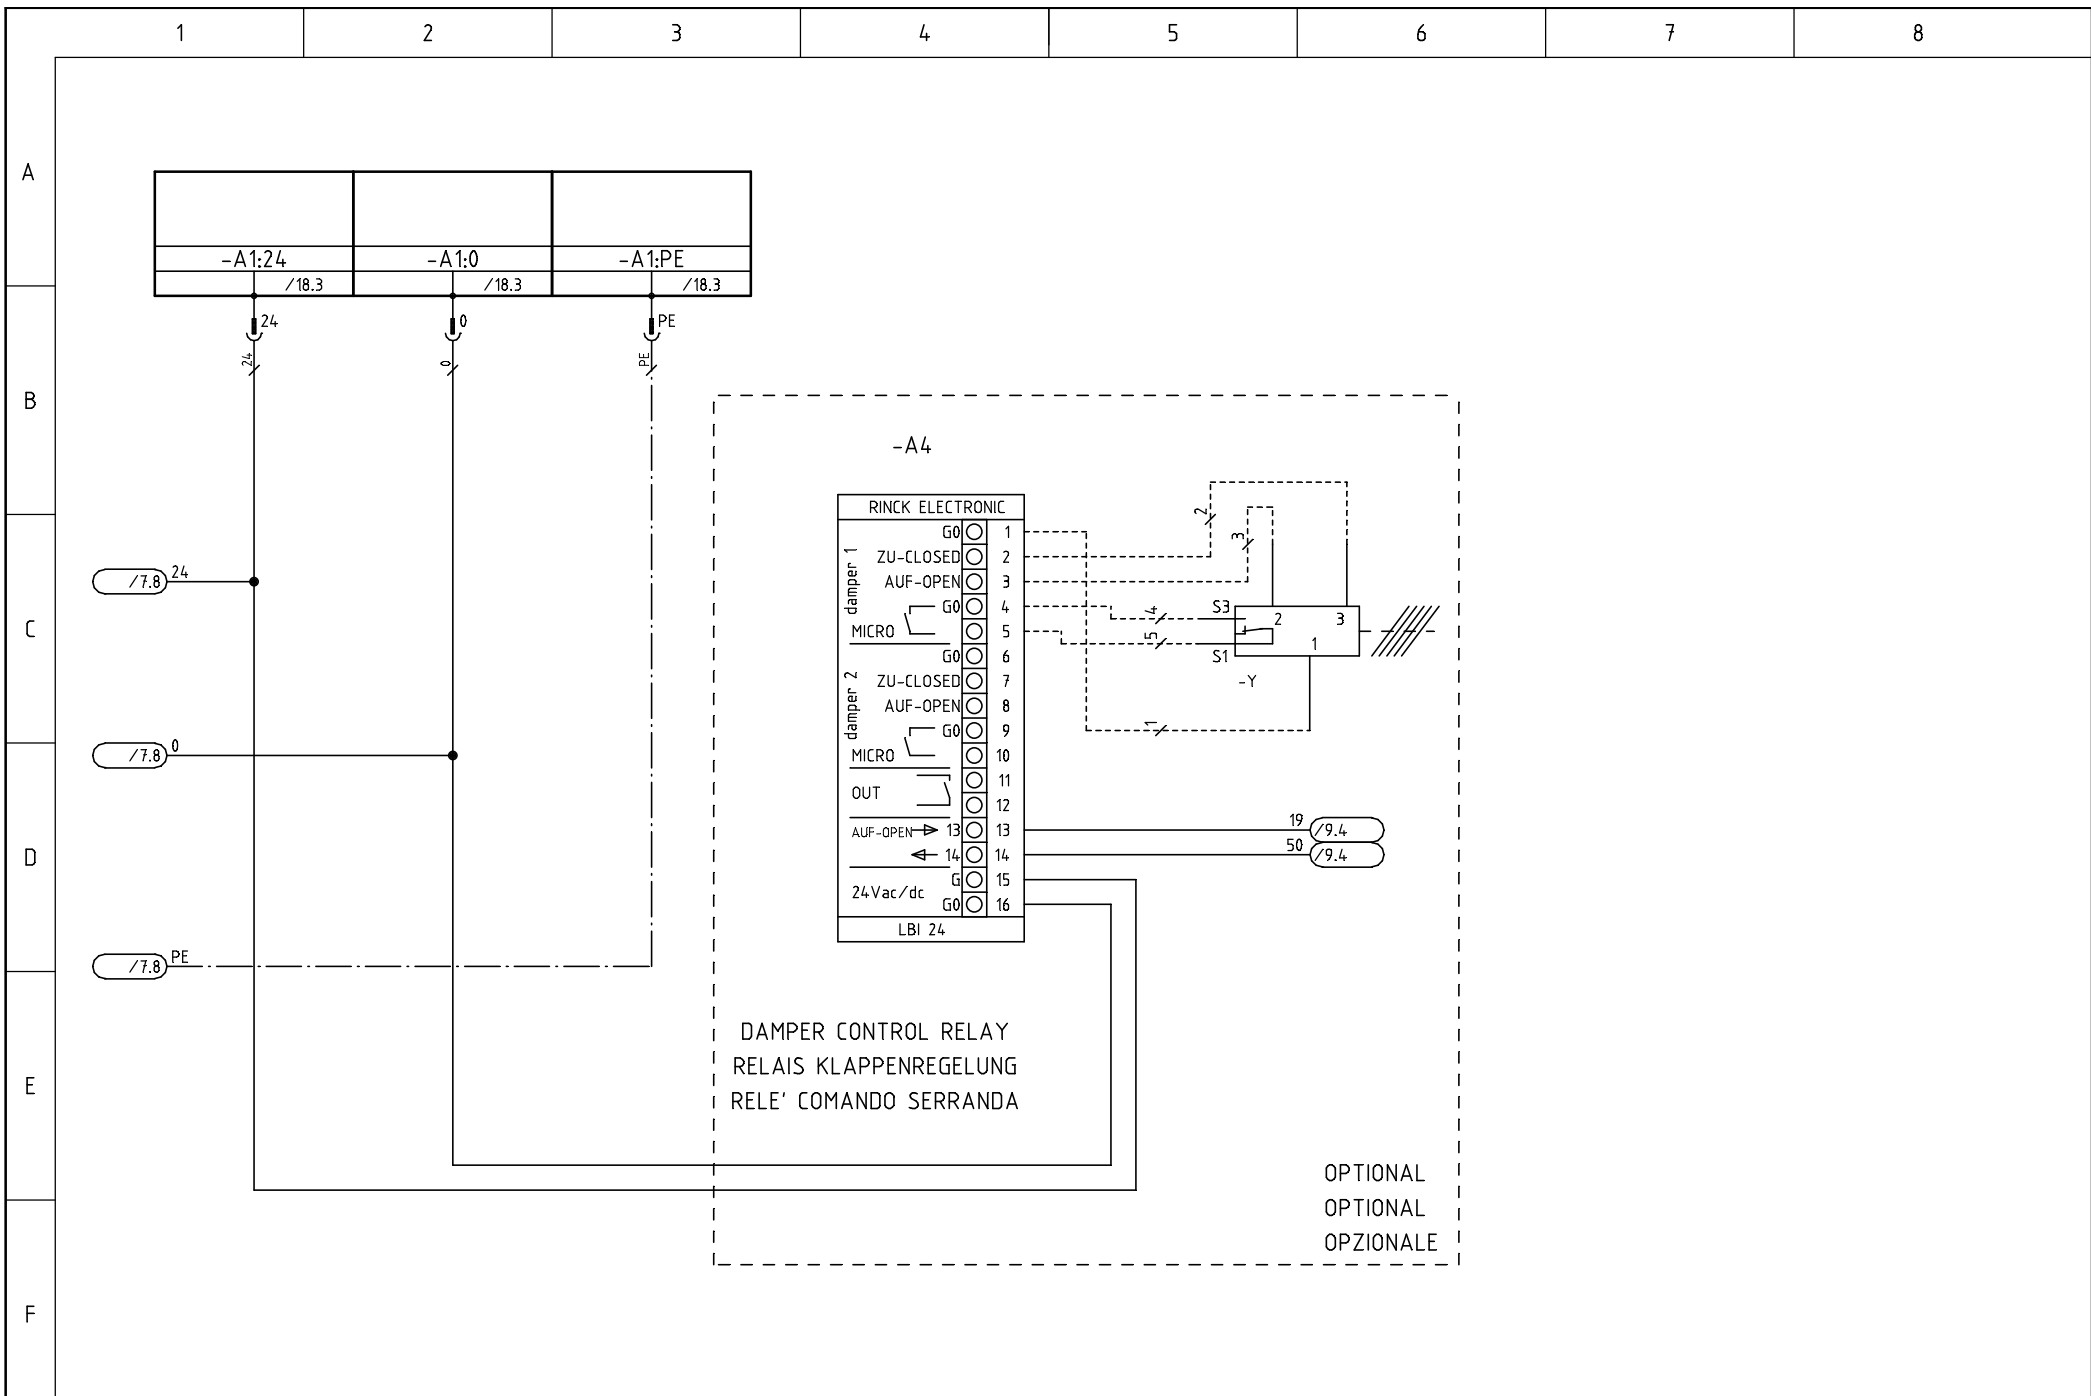 1 2 3 4 5 6 7 8
A
-A1:24 -A1:0 -A1:PE
/18.3 /18.3 /18.3
24 0 PE
24 0 PE
B
-A4
RINCK ELECTRONIC
damper 1
G0 1
ZU-CLOSED 2
AUF-OPEN 3
G0 4
MICRO 5
damper 2
G0 6
ZU-CLOSED 7
AUF-OPEN 8
G0 9
MICRO 10
11
OUT
12
AUF-OPEN 13 13
14 14
G 15
24Vac/dc
G0 16
LBI 24
2
3
4
5
1
S3
2 3
1
S1
-Y
/7.8 24
C
/7.8 0
19 /9.4
50 /9.4
D
/7.8 PE
DAMPER CONTROL RELAY
RELAIS KLAPPENREGELUNG
RELE' COMANDO SERRANDA
E
OPTIONAL
OPTIONAL
OPZIONALE
F